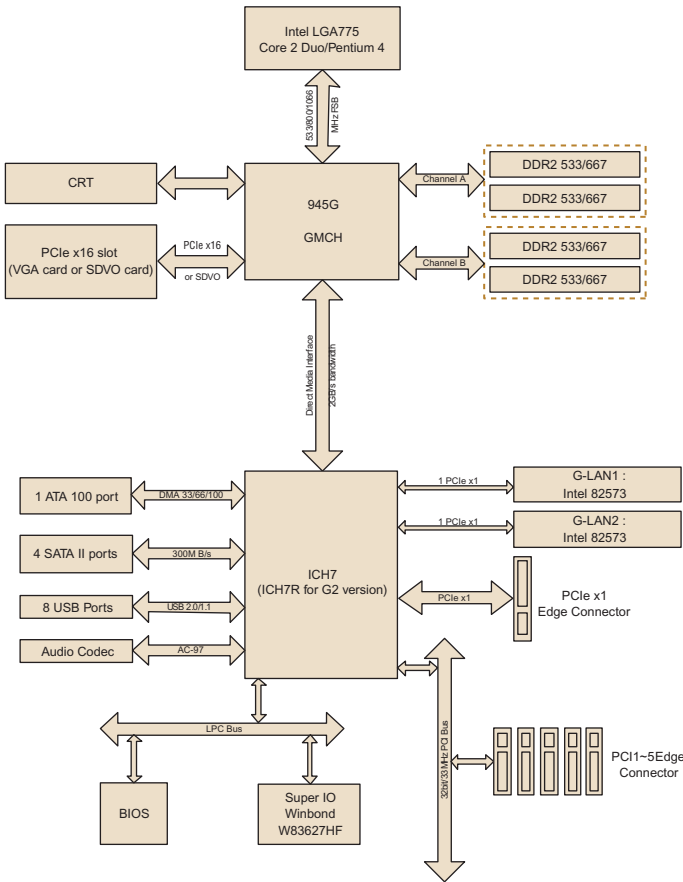 Intel LGA775
Core 2 Duo/Pentium 4
533/800/1066
MHz FSB
CRT
945G
GMCH
Channel A
DDR2 533/667
DDR2 533/667
PCIe x16 slot
(VGA card or SDVO card)
PCIe x16
or SDVO
Channel B
DDR2 533/667
DDR2 533/667
Direct Media Interface
2GB/s bandwidth
1 ATA 100 port
DMA 33/66/100
1 PCIe x1
G-LAN1 :
Intel 82573
1 PCIe x1
G-LAN2 :
Intel 82573
4 SATA II ports
300M B/s
ICH7
(ICH7R for G2 version)
8 USB Ports
USB 2.0/1.1
PCIe x1
PCIe x1
Edge Connector
Audio Codec
AC-97
LPC Bus
32bit/33 MHz PCI Bus
PCI1~5Edge
Connector
BIOS
Super IO
Winbond
W83627HF